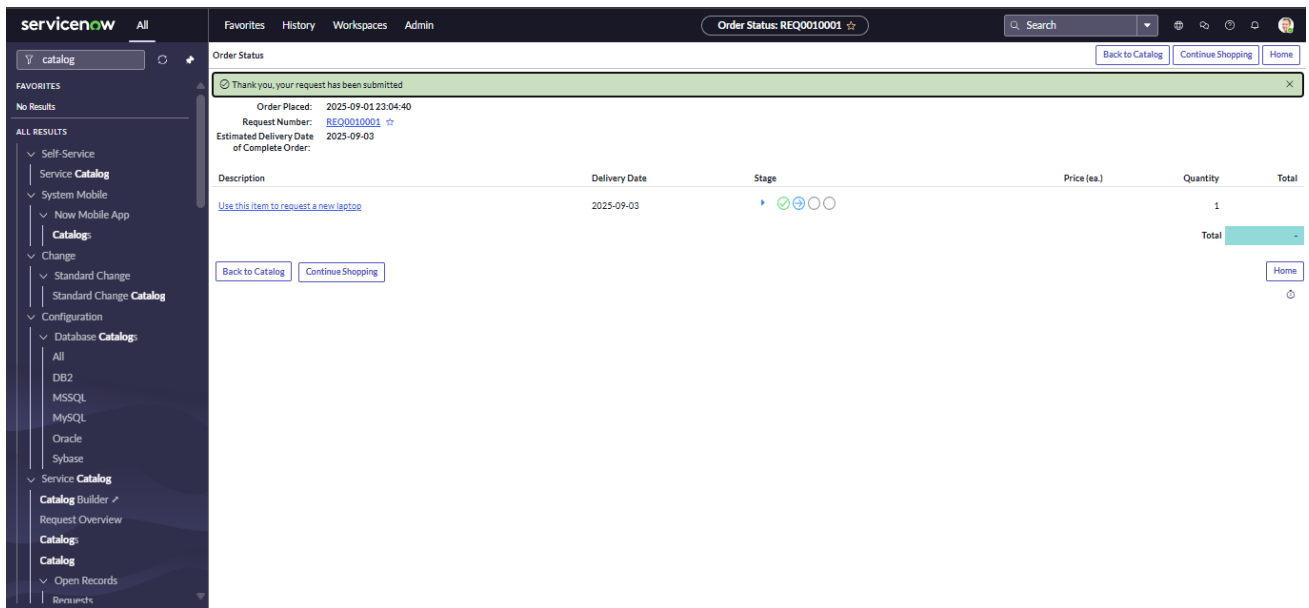 servicenow All Favorites History Workspaces Admin Order Status: REQ0010001 Search
catalog
FAVORITES
No Results
ALL RESULTS
Self-Service
Service Catalog
System Mobile
Now Mobile App
Catalogs
Change
Standard Change
Standard Change Catalog
Configuration
Database Catalogs
All
DB2
MSSQL
MySQL
Oracle
Sybase
Service Catalog
Catalog Builder
Request Overview
Catalogs
Catalog
Open Records
Requests
Order Status Back to Catalog Continue Shopping Home
Thank you, your request has been submitted
Order Placed: 2025-09-01 23:04:40
Request Number: REQ0010001
Estimated Delivery Date 2025-09-03
of Complete Order:
Description Delivery Date Stage Price (ea.) Quantity Total
Use this item to request a new laptop 2025-09-03 1
Total -
Back to Catalog Continue Shopping Home